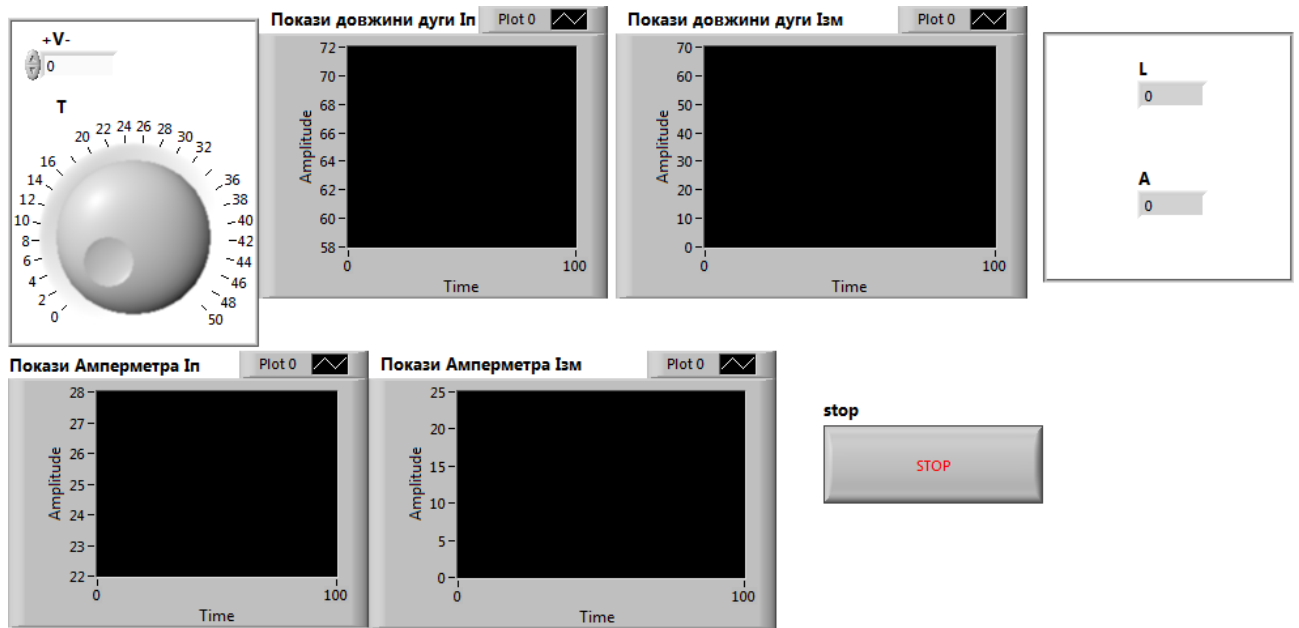 +V-
0
T
0
2
4
6
8
10
12
14
16
20
22
24
26
28
30
32
36
38
40
42
44
46
48
50
Покази довжини дуги Іп
Plot 0
72
70
68
66
64
62
60
58
Amplitude
0
100
Time
Покази довжини дуги Ізм
Plot 0
70
60
50
40
30
20
10
0
Amplitude
0
100
Time
L
0
A
0
Покази Амперметра Іп
Plot 0
28
27
26
25
24
23
22
Amplitude
0
100
Time
Покази Амперметра Ізм
Plot 0
25
20
15
10
5
0
Amplitude
0
100
Time
stop
STOP